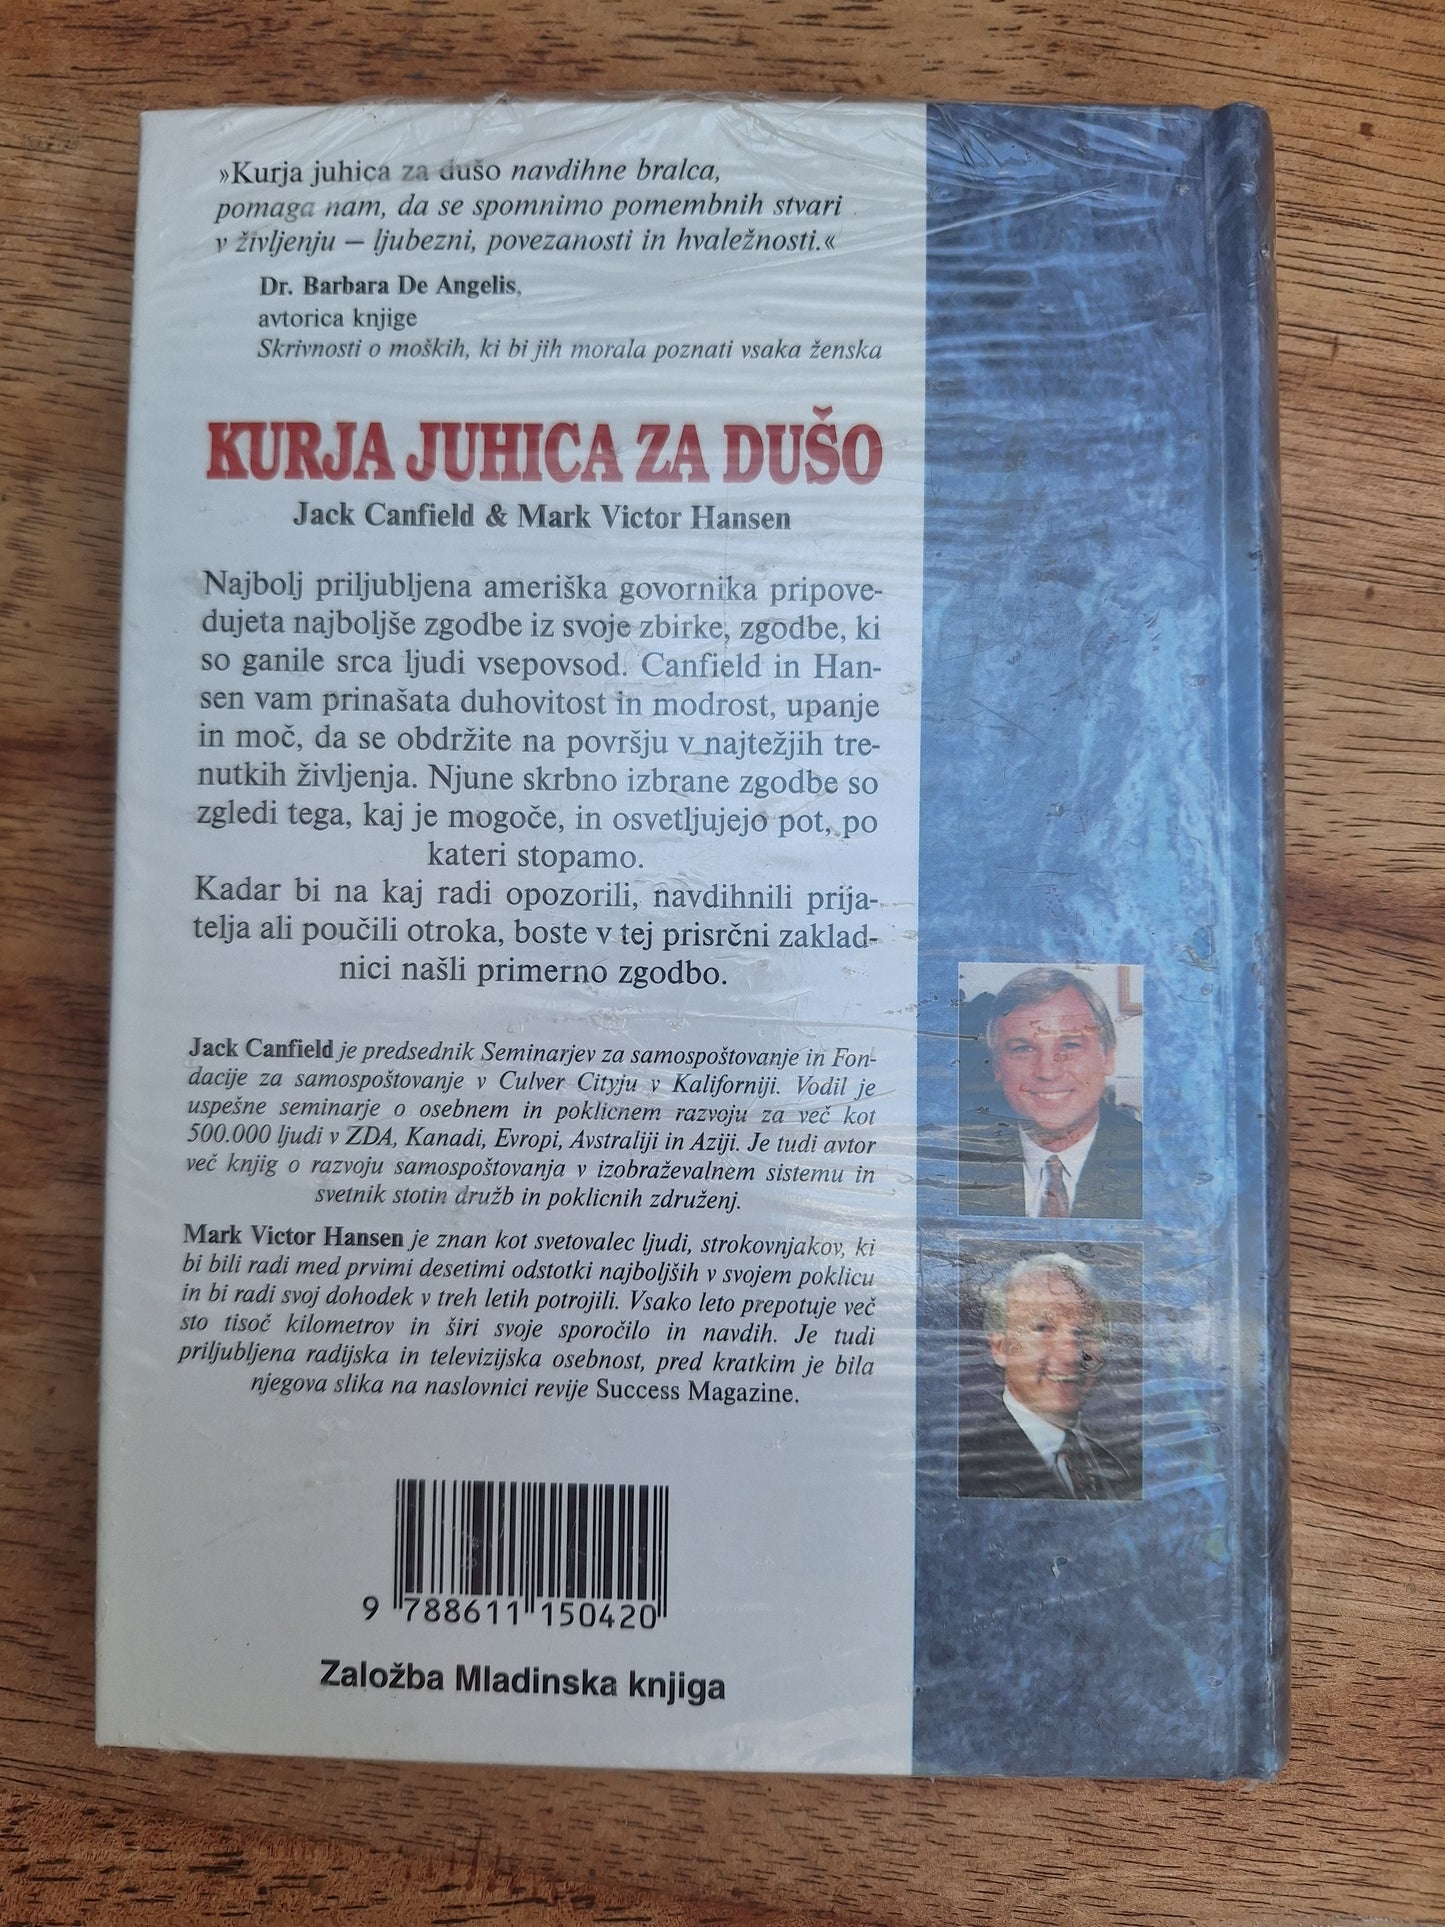 »Kurja juhica za dušo navdihne bralca,
pomaga nam, da se spomnimo pomembnih stvari
v življenju – ljubezni, povezanosti in hvaležnosti.«
Dr. Barbara De Angelis,
avtorica knjige
Skrivnosti o moških, ki bi jih morala poznati vsaka ženska
KURJA JUHICA ZA DUŠO
Jack Canfield & Mark Victor Hansen
Najbolj priljubljena ameriška govornika pripove-
dujeta najboljše zgodbe iz svoje zbirke, zgodbe, ki
so ganile srca ljudi vsepovsod. Canfield in Han-
sen vam prinašata duhovitost in modrost, upanje
in moč, da se obdržite na površju v najtežjih tre-
nutkih življenja. Njune skrbno izbrane zgodbe so
zgledi tega, kaj je mogoče, in osvetljujejo pot, po
kateri stopamo.
Kadar bi na kaj radi opozorili, navdihnili prija-
telja ali poučili otroka, boste v tej prisrčni zaklad-
nici našli primerno zgodbo.
Jack Canfield je predsednik Seminarjev za samospoštovanje in Fon-
dacije za samospoštovanje v Culver Cityju v Kaliforniji. Vodil je
uspešne seminarje o osebnem in poklicnem razvoju za več kot
500.000 ljudi v ZDA, Kanadi, Evropi, Avstraliji in Aziji. Je tudi avtor
več knjig o razvoju samospoštovanja v izobraževalnem sistemu in
svetnik stotin družb in poklicnih združenj.
Mark Victor Hansen je znan kot svetovalec ljudi, strokovnjakov, ki
bi bili radi med prvimi desetimi odstotki najboljših v svojem poklicu
in bi radi svoj dohodek v treh letih potrojili. Vsako leto prepotuje več
sto tisoč kilometrov in širi svoje sporočilo in navdih. Je tudi
priljubljena radijska in televizijska osebnost, pred kratkim je bila
njegova slika na naslovnici revije Success Magazine.
9 788611 150420
Založba Mladinska knjiga